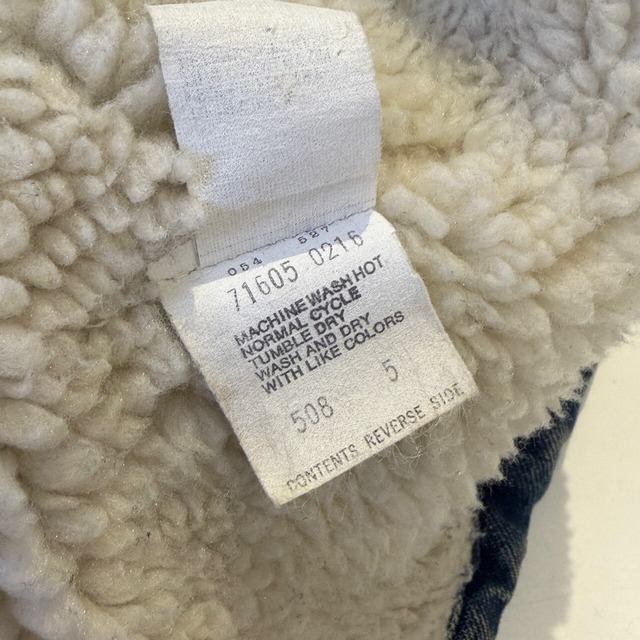 054 527
71605 0216
MACHINE WASH HOT
NORMAL CYCLE
TUMBLE DRY
WASH AND DRY
WITH LIKE COLORS
508 5
CONTENTS REVERSE SIDE